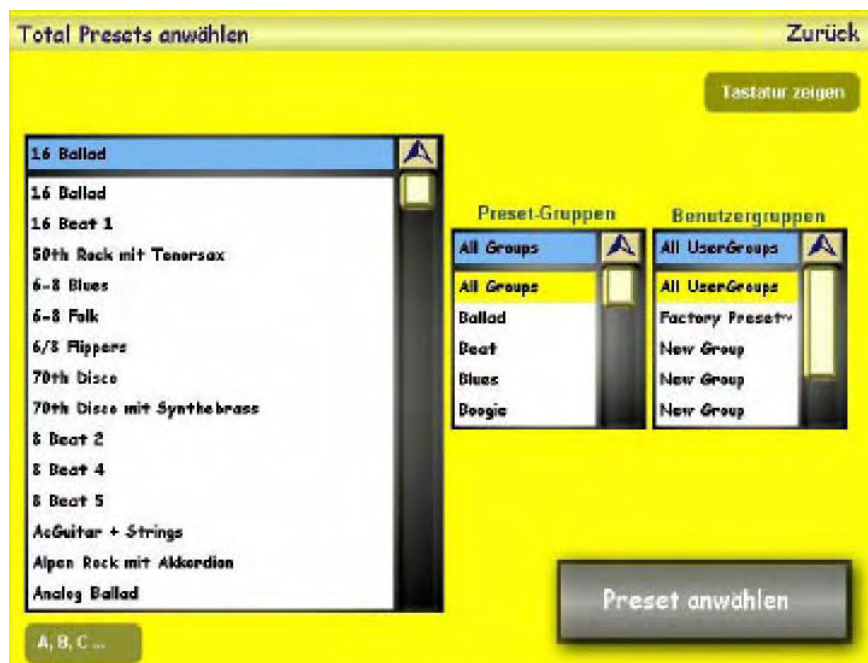 Total Presets anwählen
Zurück
Tastatur zeigen
16 Ballad
16 Ballad
16 Beat 1
50th Rock mit Tenorsax
6-8 Blues
6-8 Folk
6/8 Flippers
70th Disco
70th Disco mit Synthebrass
8 Beat 2
8 Beat 4
8 Beat 5
AcGuitar + Strings
Alpen Rock mit Akkordion
Analog Ballad
A, B, C ...
Preset-Gruppen
All Groups
All Groups
Ballad
Beat
Blues
Boogie
Benutzergruppen
All UserGroups
All UserGroups
Factory Preset~
New Group
New Group
New Group
Preset anwählen